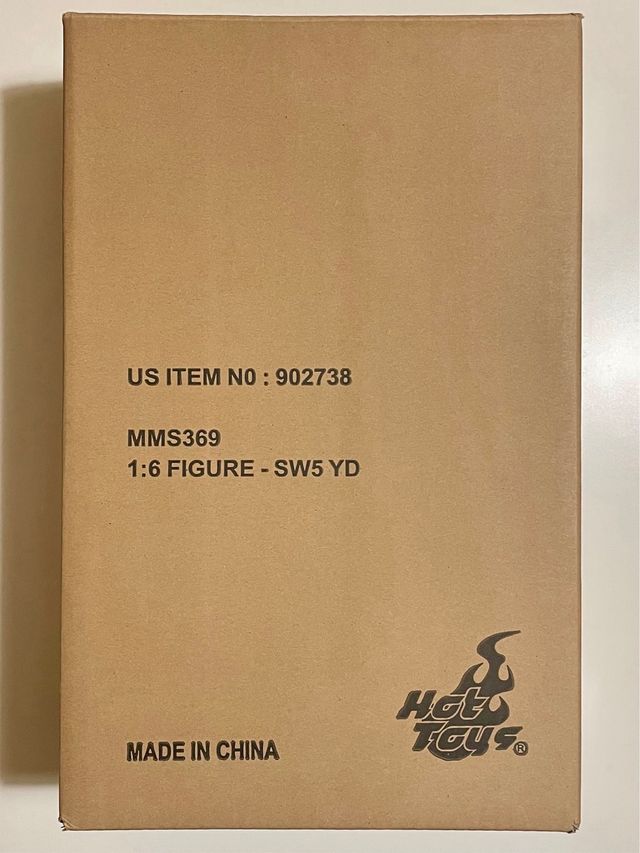 US ITEM N0 : 902738
MMS369
1:6 FIGURE - SW5 YD
Hot
Toys®
MADE IN CHINA